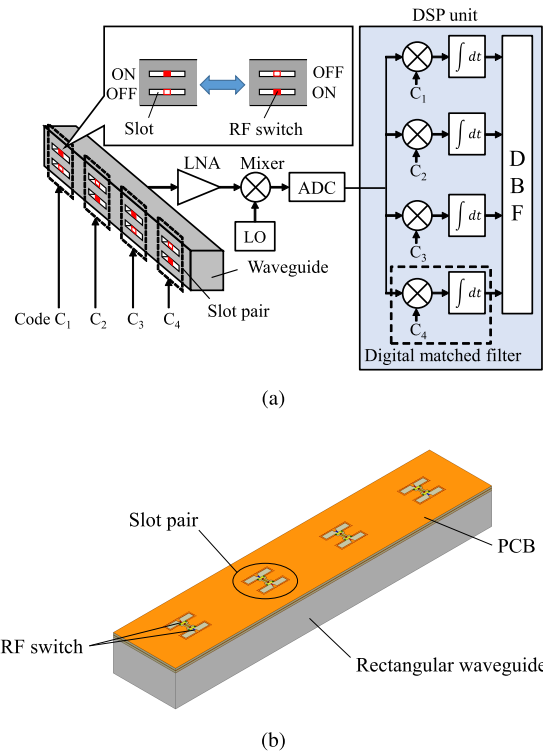 DSP unit
ON
OFF
OFF
ON
Slot
RF switch
LNA
Mixer
ADC
LO
Waveguide
Slot pair
Code C1
C2
C3
C4
∫ dt
C1
∫ dt
C2
∫ dt
C3
∫ dt
C4
D
B
F
Digital matched filter
(a)
Slot pair
PCB
RF switch
Rectangular waveguide
(b)